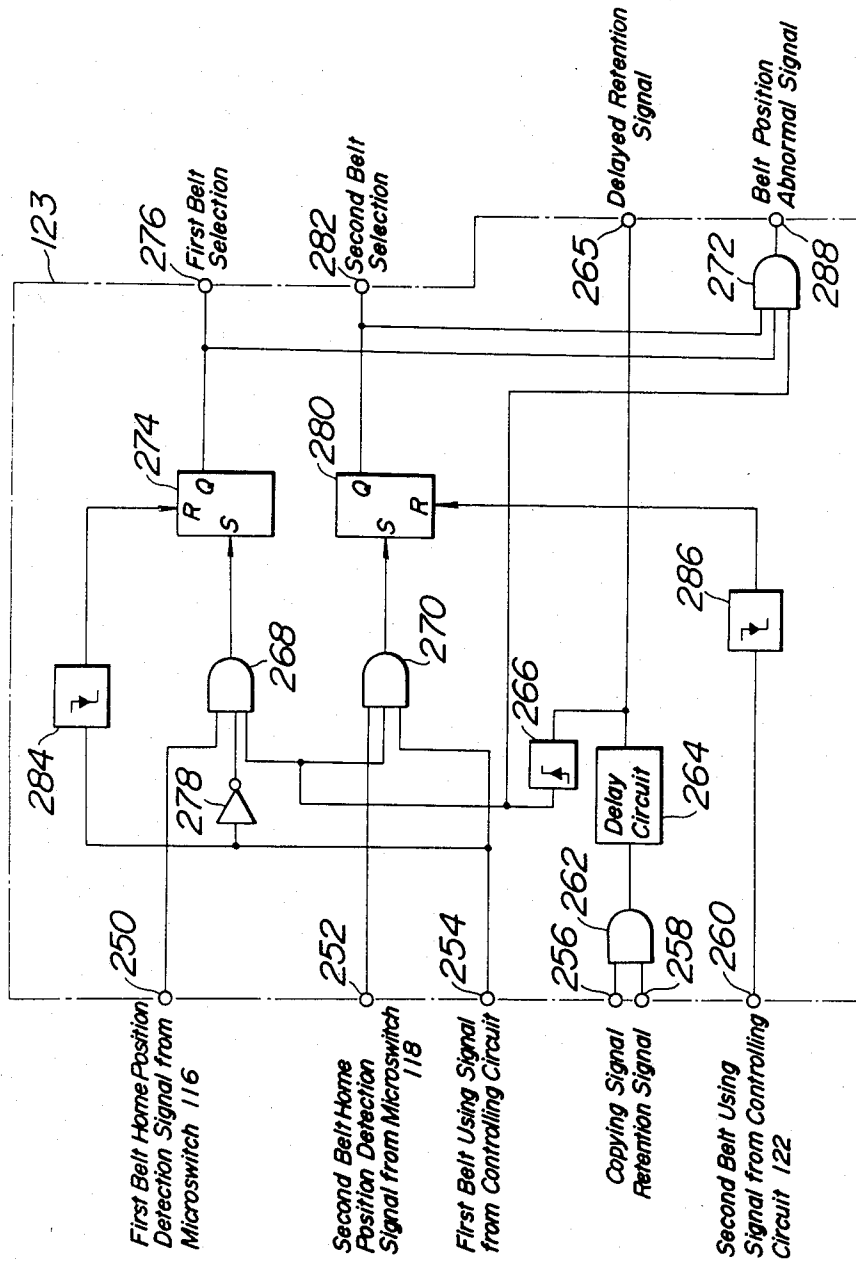 123
First Belt Home Position
Detection Signal from
Microswitch 116
250
Second Belt Home
Position Detection
Signal from Microswitch
118
252
First Belt Using Signal
from Controlling Circuit
254
Copying Signal
Retention Signal
256
258
Second Belt Using
Signal from Controlling
Circuit 122
260
284
278
268
270
262
Delay
Circuit
264
266
286
R
Q
S
274
Q
S
R
280
276
First Belt
Selection
282
Second Belt
Selection
265
Delayed Retention
Signal
272
288
Belt Position
Abnormal Signal